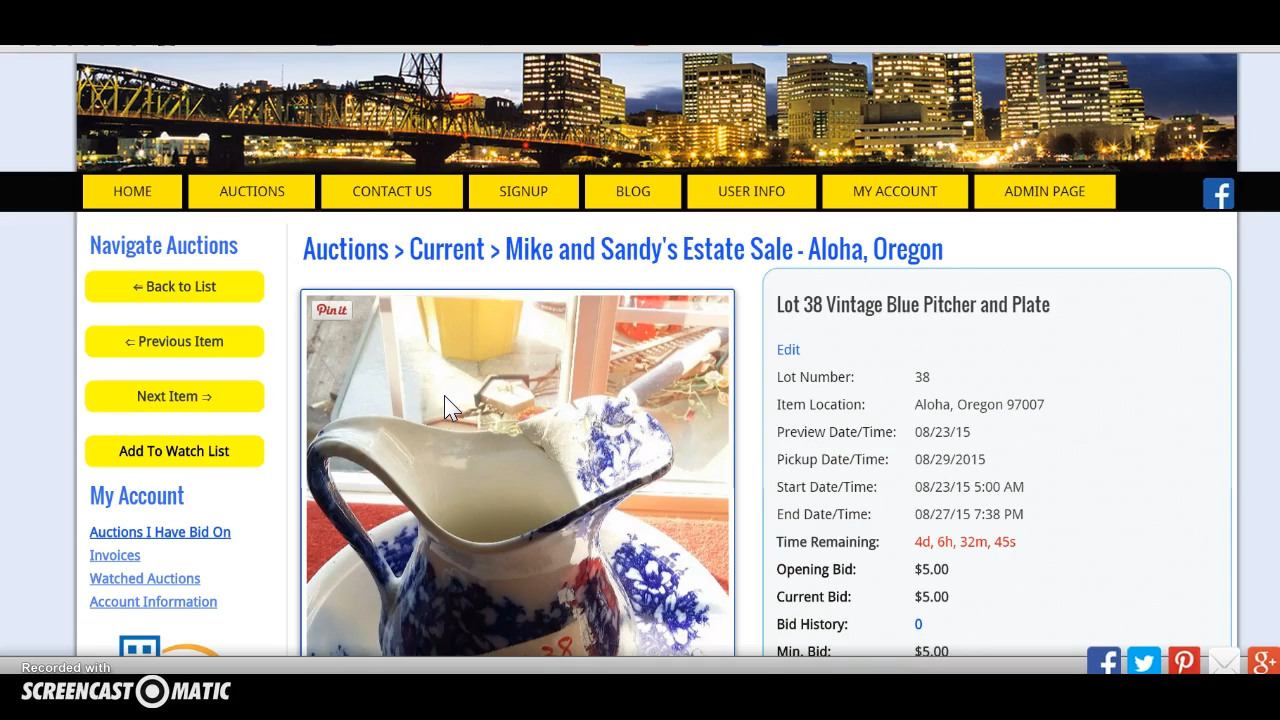 HOME
AUCTIONS
CONTACT US
SIGNUP
BLOG
USER INFO
MY ACCOUNT
ADMIN PAGE
Navigate Auctions
⇐ Back to List
⇐ Previous Item
Next Item ⇒
Add To Watch List
My Account
Auctions I Have Bid On
Invoices
Watched Auctions
Account Information
Auctions > Current > Mike and Sandy's Estate Sale - Aloha, Oregon
Pin it
38
Lot 38 Vintage Blue Pitcher and Plate
Edit
Lot Number: 38
Item Location: Aloha, Oregon 97007
Preview Date/Time: 08/23/15
Pickup Date/Time: 08/29/2015
Start Date/Time: 08/23/15 5:00 AM
End Date/Time: 08/27/15 7:38 PM
Time Remaining: 4d, 6h, 32m, 45s
Opening Bid: $5.00
Current Bid: $5.00
Bid History: 0
Min. Bid: $5.00
Recorded with
SCREENCAST-O-MATIC